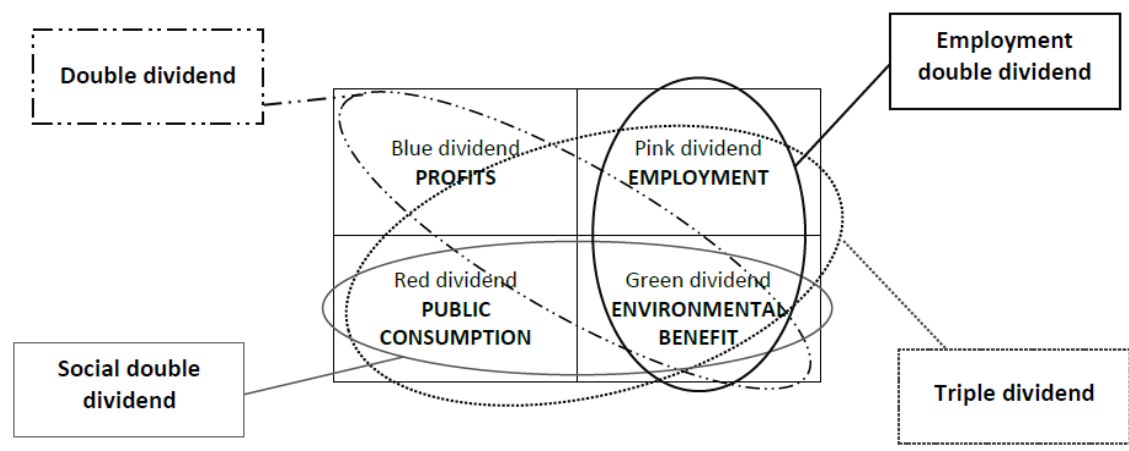 Double dividend
Employment
double dividend
Blue dividend
PROFITS
Pink dividend
EMPLOYMENT
Red dividend
PUBLIC
CONSUMPTION
Green dividend
ENVIRONMENTAL
BENEFIT
Social double
dividend
Triple dividend